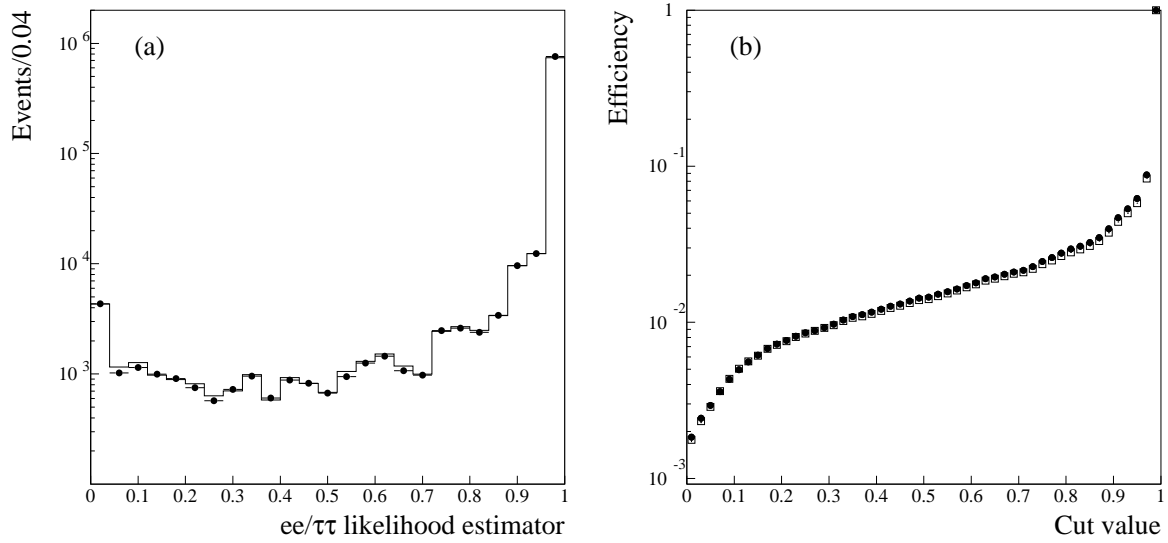 (a)
Events/0.04
10^6
10^5
10^4
10^3
0 0.1 0.2 0.3 0.4 0.5 0.6 0.7 0.8 0.9 1
ee/ττ likelihood estimator
(b)
Efficiency
1
10^-1
10^-2
10^-3
0 0.1 0.2 0.3 0.4 0.5 0.6 0.7 0.8 0.9 1
Cut value